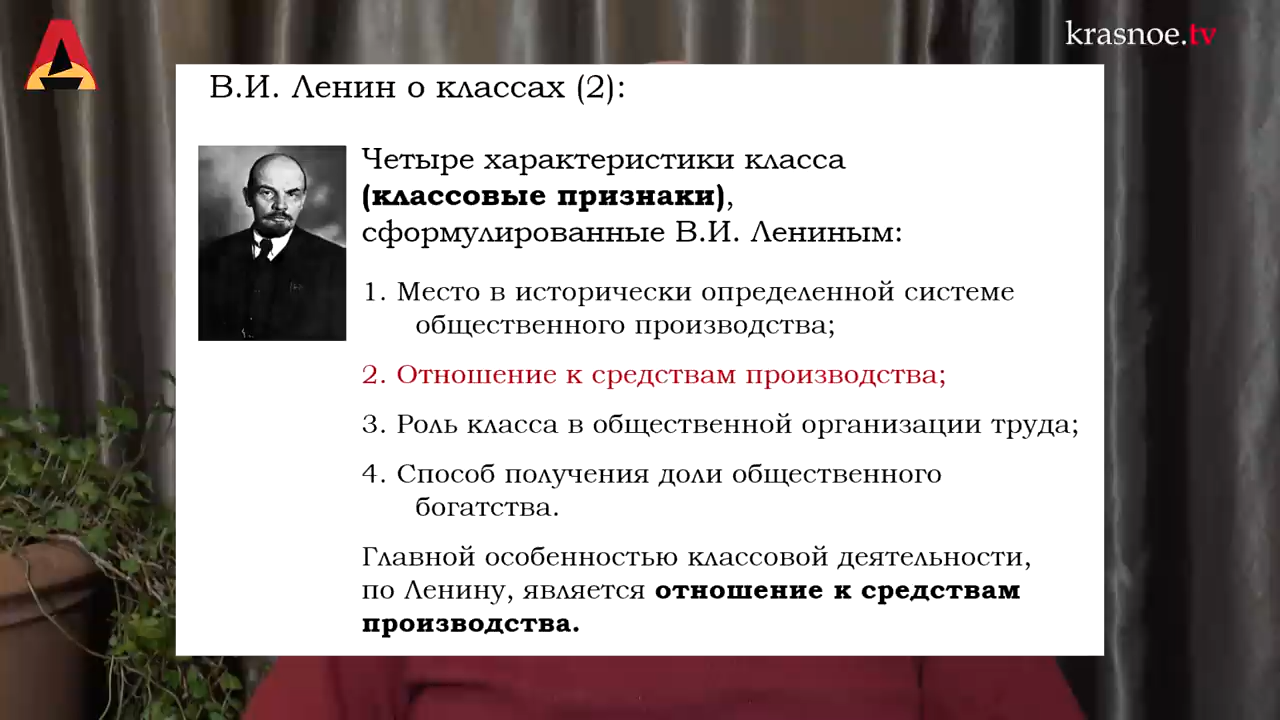 krasnoe.tv
В.И. Ленин о классах (2):
Четыре характеристики класса
(классовые признаки),
сформулированные В.И. Лениным:
1. Место в исторически определенной системе
общественного производства;
2. Отношение к средствам производства;
3. Роль класса в общественной организации труда;
4. Способ получения доли общественного
богатства.
Главной особенностью классовой деятельности,
по Ленину, является отношение к средствам
производства.